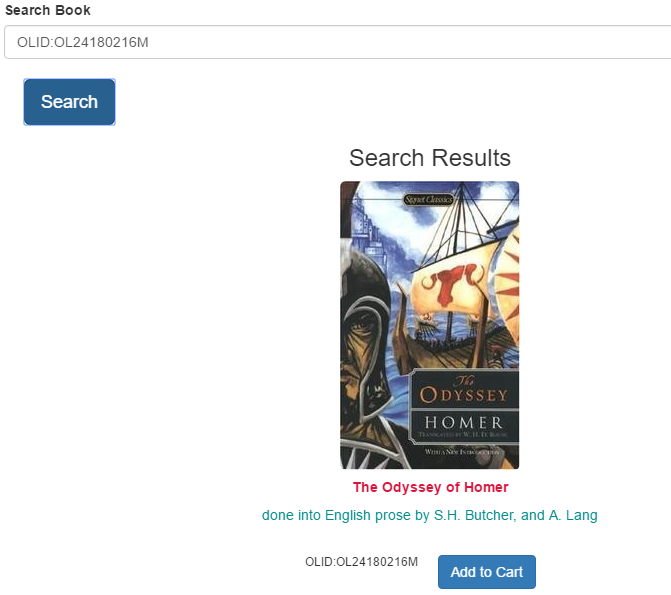 Search Book
OLID:OL24180216M
Search
Search Results
Signet Classics
The
ODYSSEY
HOMER
TRANSLATED BY W. H. D. ROUSE
WITH A NEW INTRODUCTION
The Odyssey of Homer
done into English prose by S.H. Butcher, and A. Lang
OLID:OL24180216M
Add to Cart